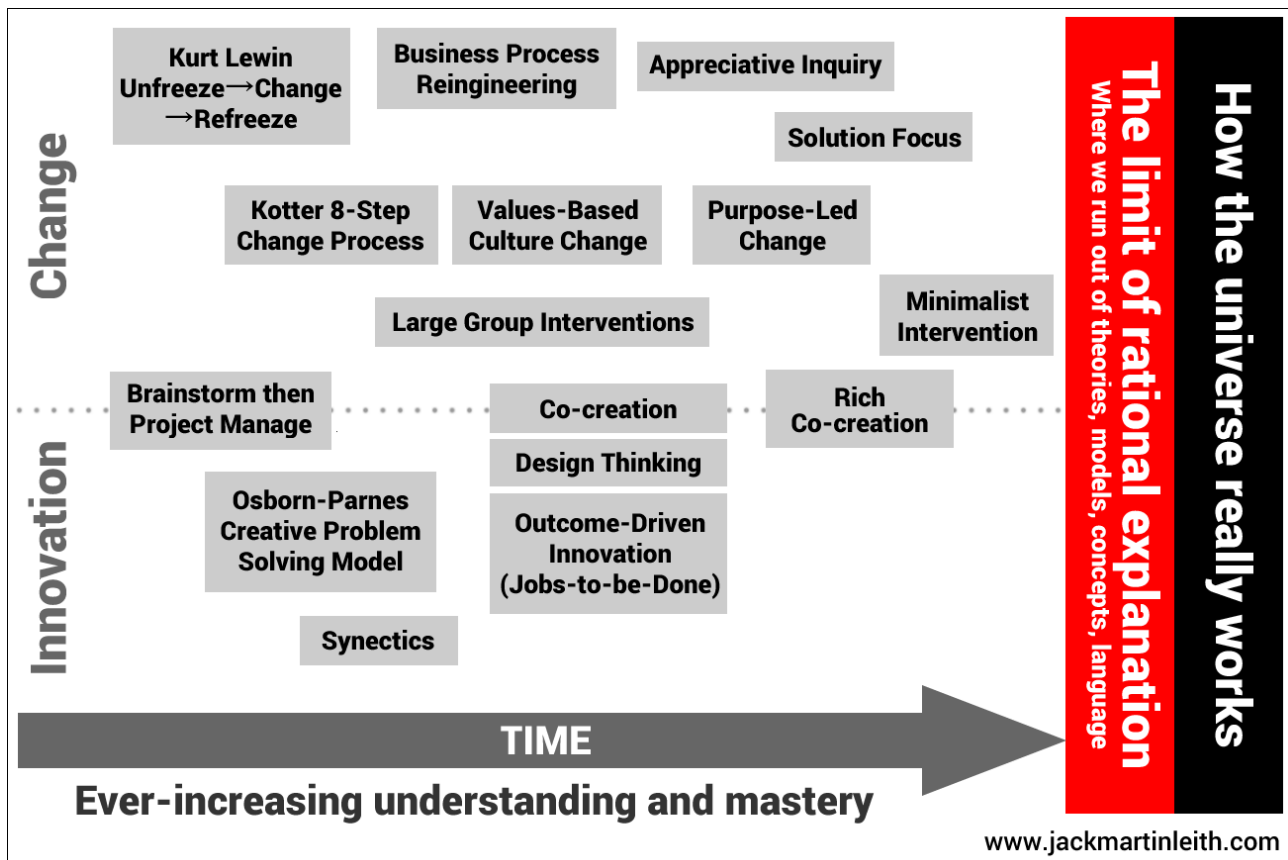 Change
Kurt Lewin
Unfreeze→Change
→Refreeze
Business Process
Reingineering
Appreciative Inquiry
Solution Focus
Kotter 8-Step
Change Process
Values-Based
Culture Change
Purpose-Led
Change
Large Group Interventions
Minimalist
Intervention
Innovation
Brainstorm then
Project Manage
Co-creation
Rich
Co-creation
Design Thinking
Osborn-Parnes
Creative Problem
Solving Model
Outcome-Driven
Innovation
(Jobs-to-be-Done)
Synectics
TIME
Ever-increasing understanding and mastery
The limit of rational explanation
Where we run out of theories, models, concepts, language
How the universe really works
www.jackmartinleith.com